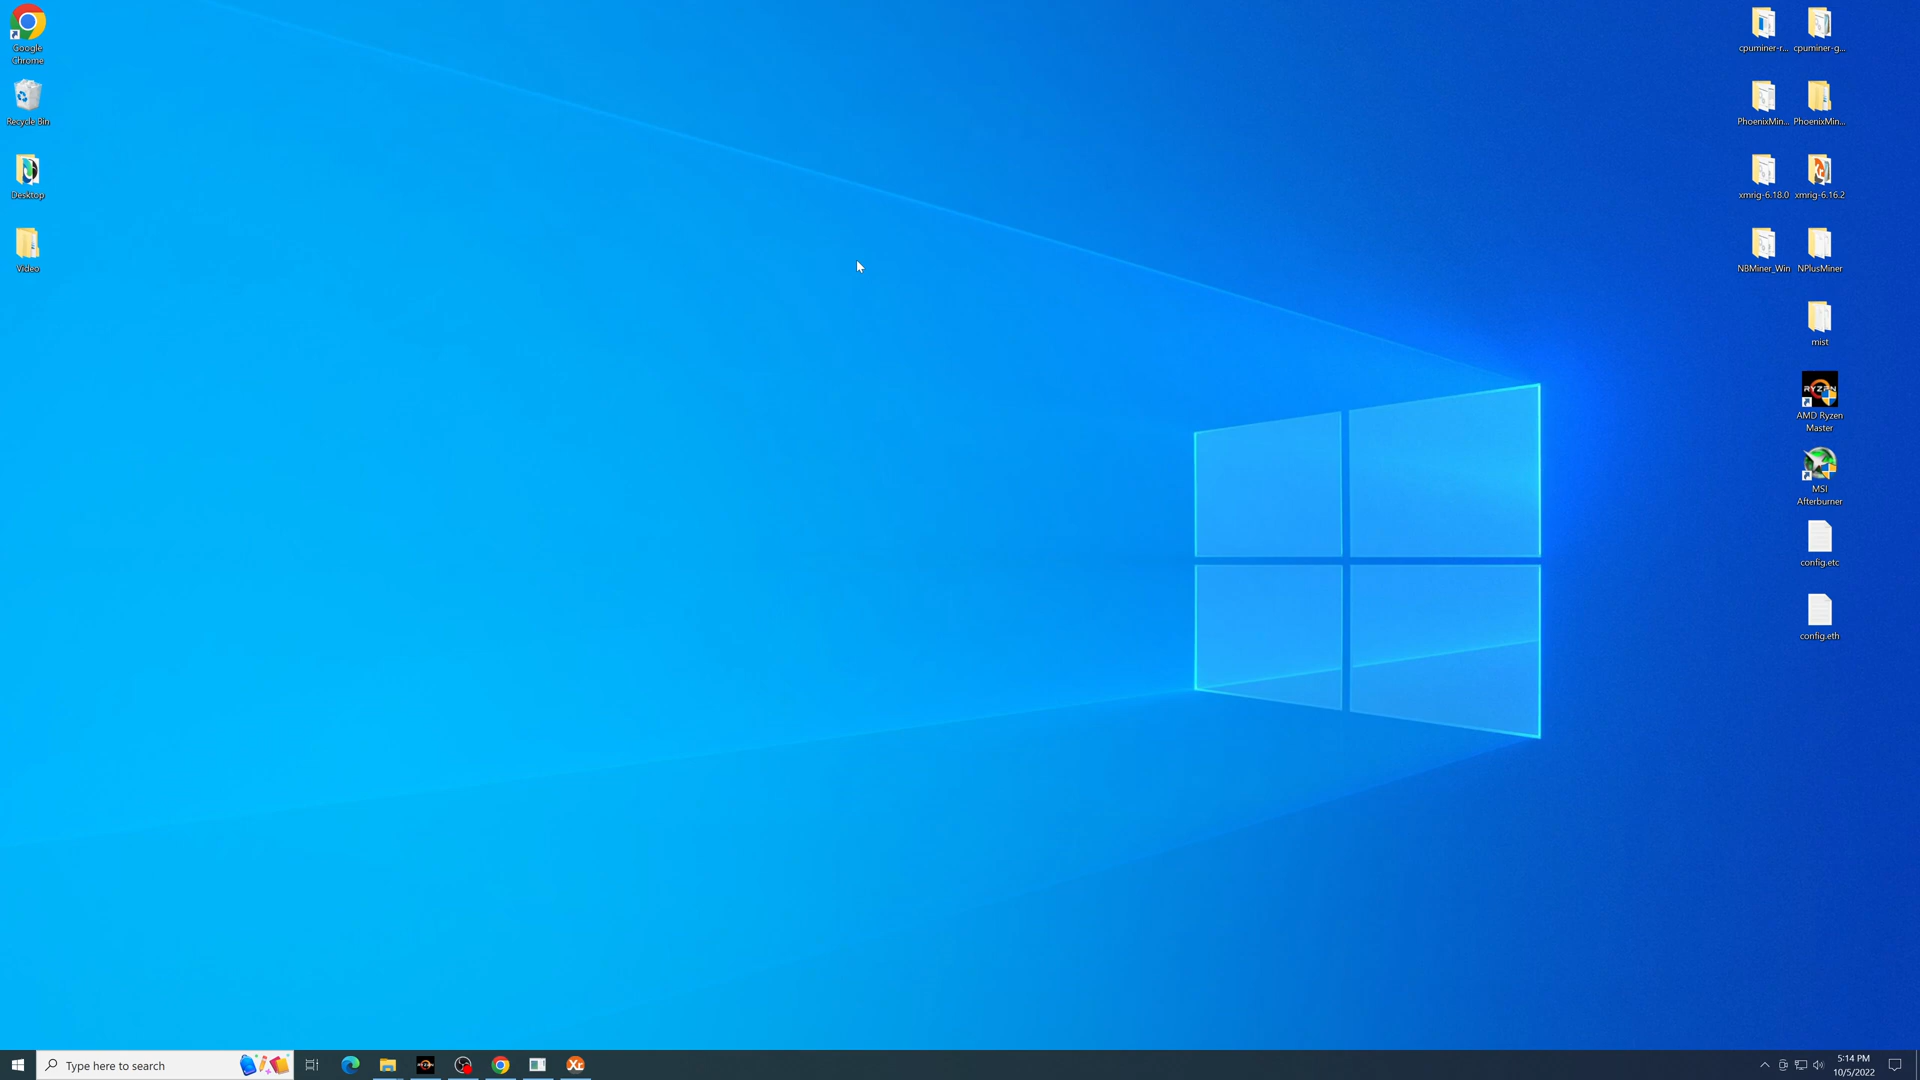 Google
Chrome
Recycle Bin
Desktop
Video
cpuminer-r...
cpuminer-g...
PhoenixMin...
PhoenixMin...
xmrig-6.18.0
xmrig-6.16.2
NBMiner_Win
NPlusMiner
mist
RYZEN
AMD Ryzen
Master
MSI
Afterburner
config.etc
config.eth
Type here to search
Xr
5:14 PM
10/5/2022